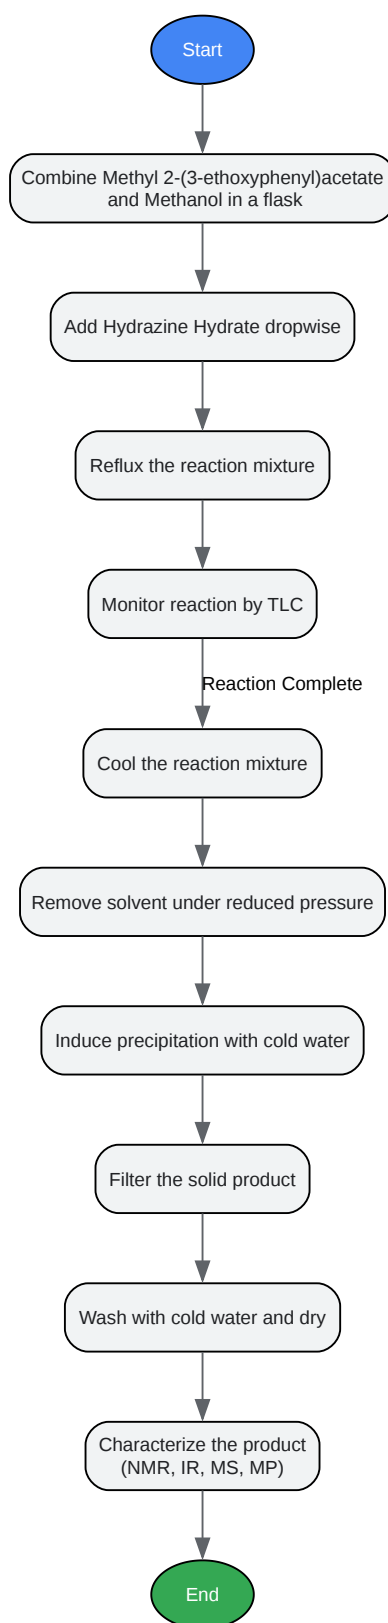 Start
Combine Methyl 2-(3-ethoxyphenyl)acetate
and Methanol in a flask
Add Hydrazine Hydrate dropwise
Reflux the reaction mixture
Monitor reaction by TLC
Reaction Complete
Cool the reaction mixture
Remove solvent under reduced pressure
Induce precipitation with cold water
Filter the solid product
Wash with cold water and dry
Characterize the product
(NMR, IR, MS, MP)
End